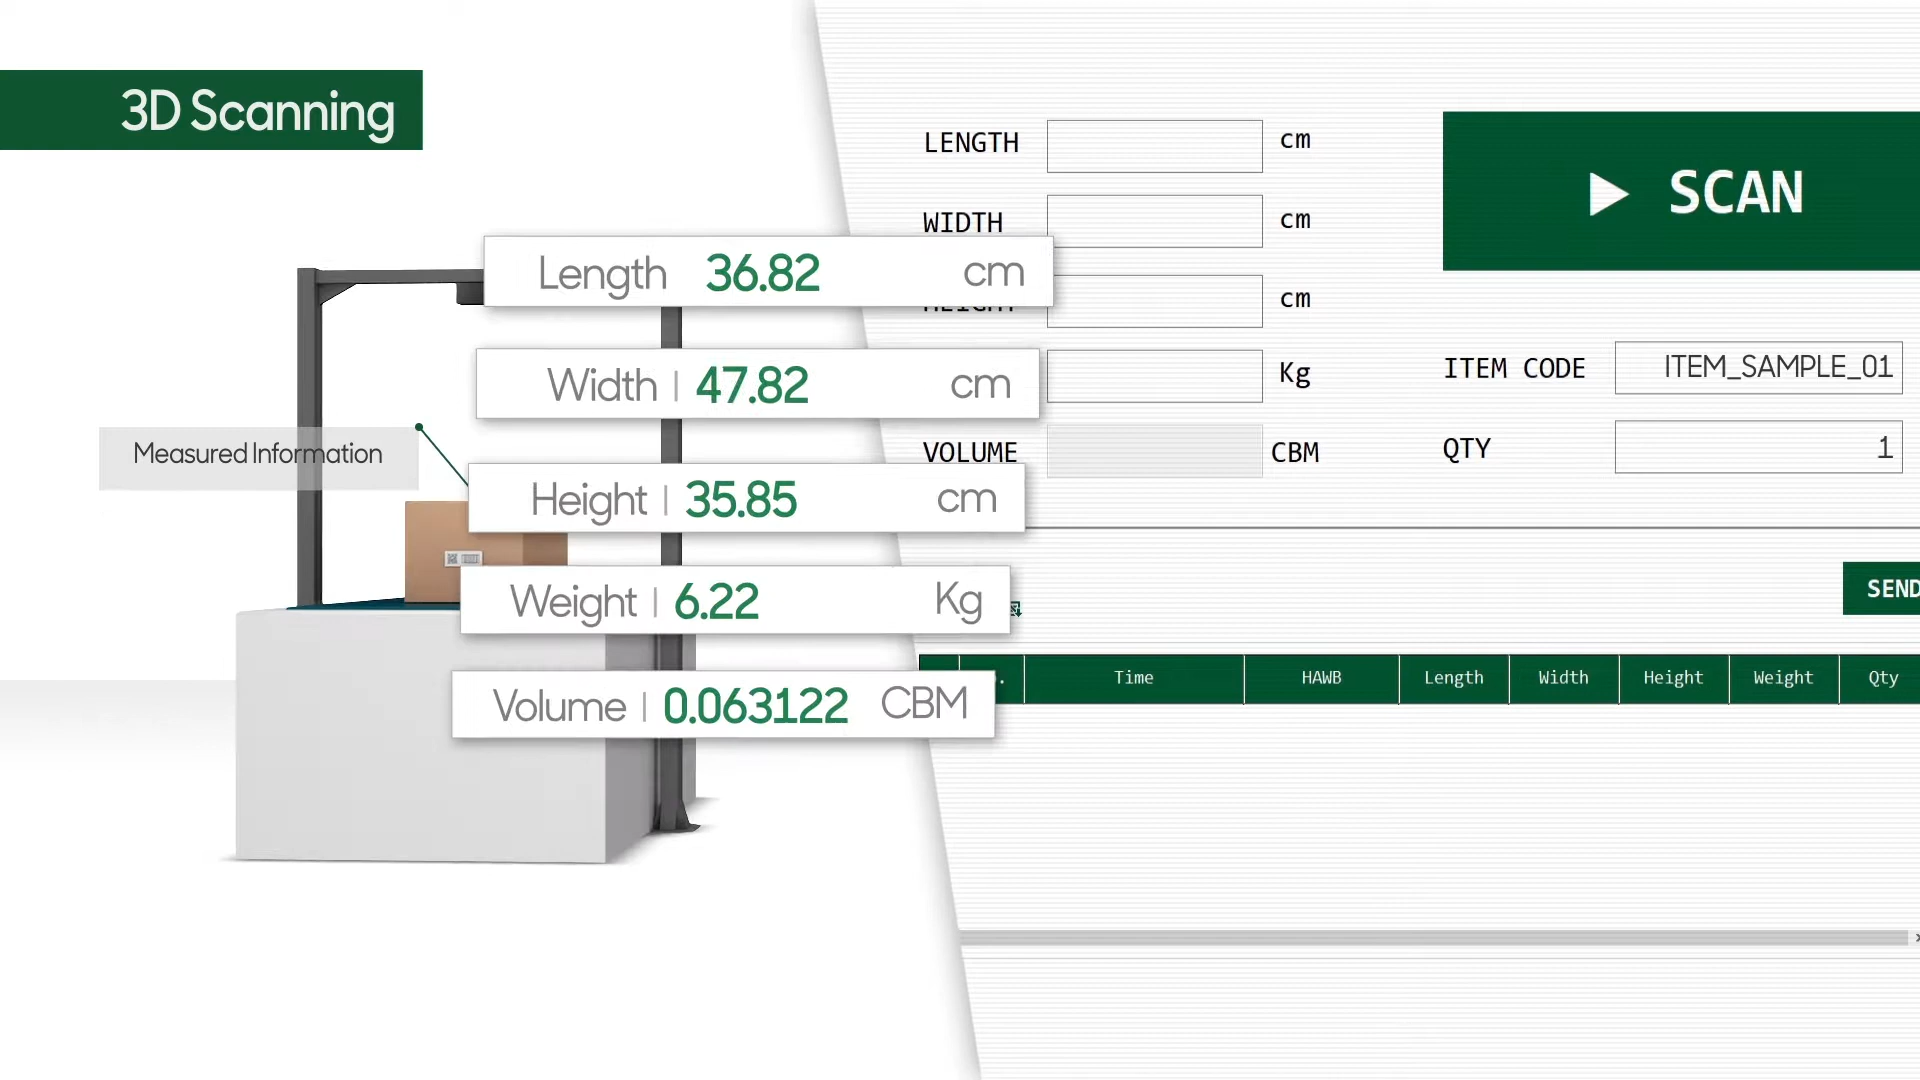 3D Scanning
Measured Information
Length 36.82 cm
Width | 47.82 cm
Height | 35.85 cm
Weight | 6.22 Kg
Volume | 0.063122 CBM
LENGTH cm
WIDTH cm
HEIGHT cm
Kg
VOLUME CBM
▶ SCAN
ITEM CODE ITEM_SAMPLE_01
QTY 1
SEND
Time HAWB Length Width Height Weight Qty